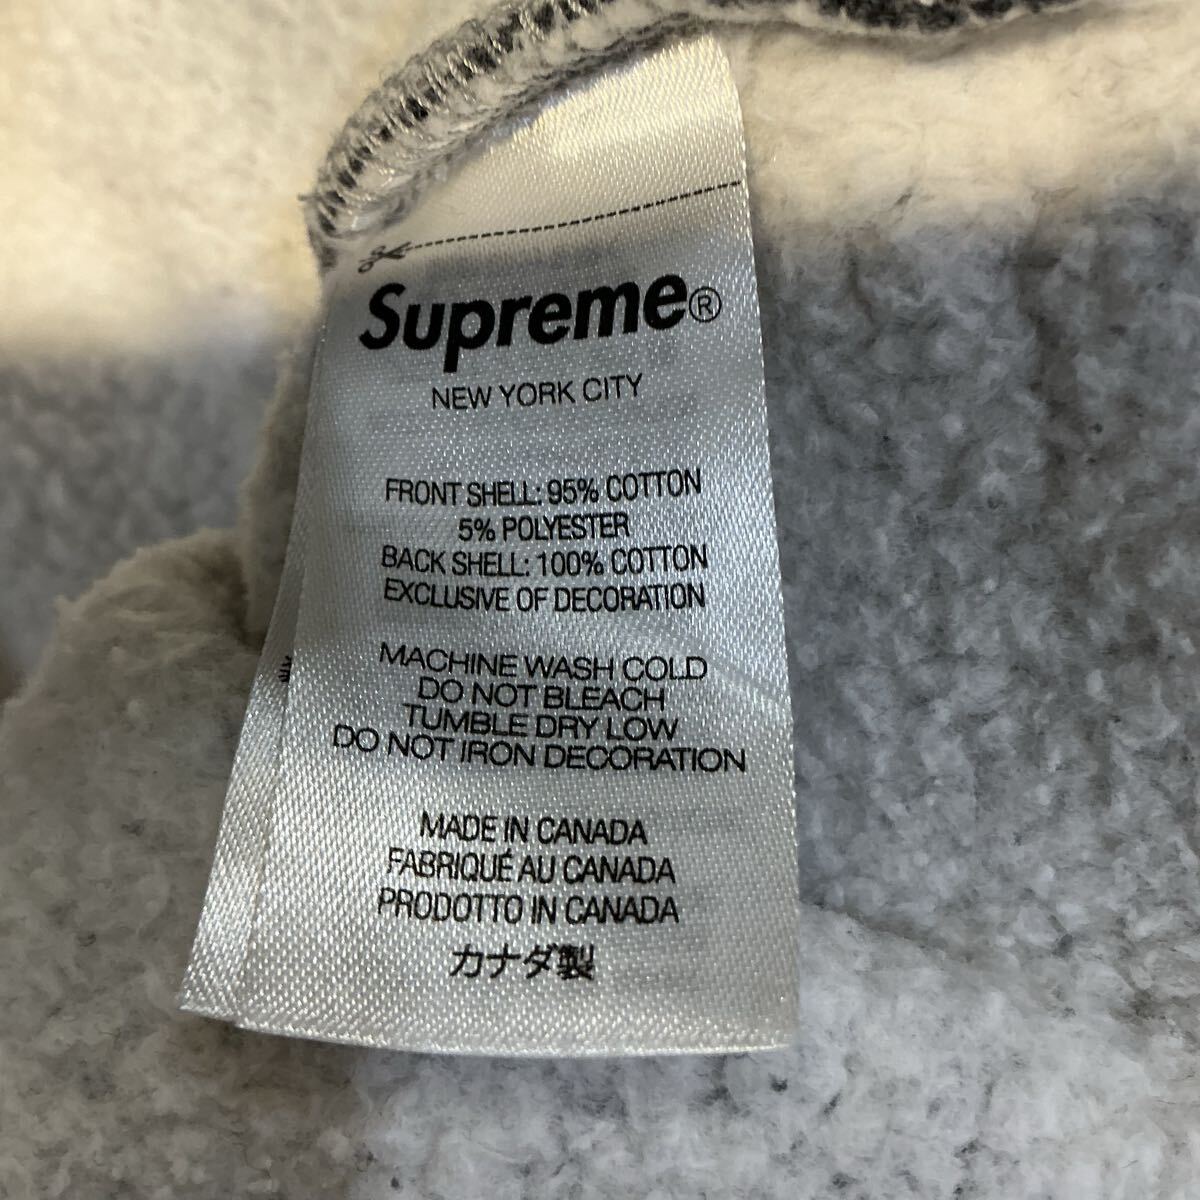 Supreme®
NEW YORK CITY
FRONT SHELL: 95% COTTON
5% POLYESTER
BACK SHELL: 100% COTTON
EXCLUSIVE OF DECORATION
MACHINE WASH COLD
DO NOT BLEACH
TUMBLE DRY LOW
DO NOT IRON DECORATION
MADE IN CANADA
FABRIQUÉ AU CANADA
PRODOTTO IN CANADA
カナダ製